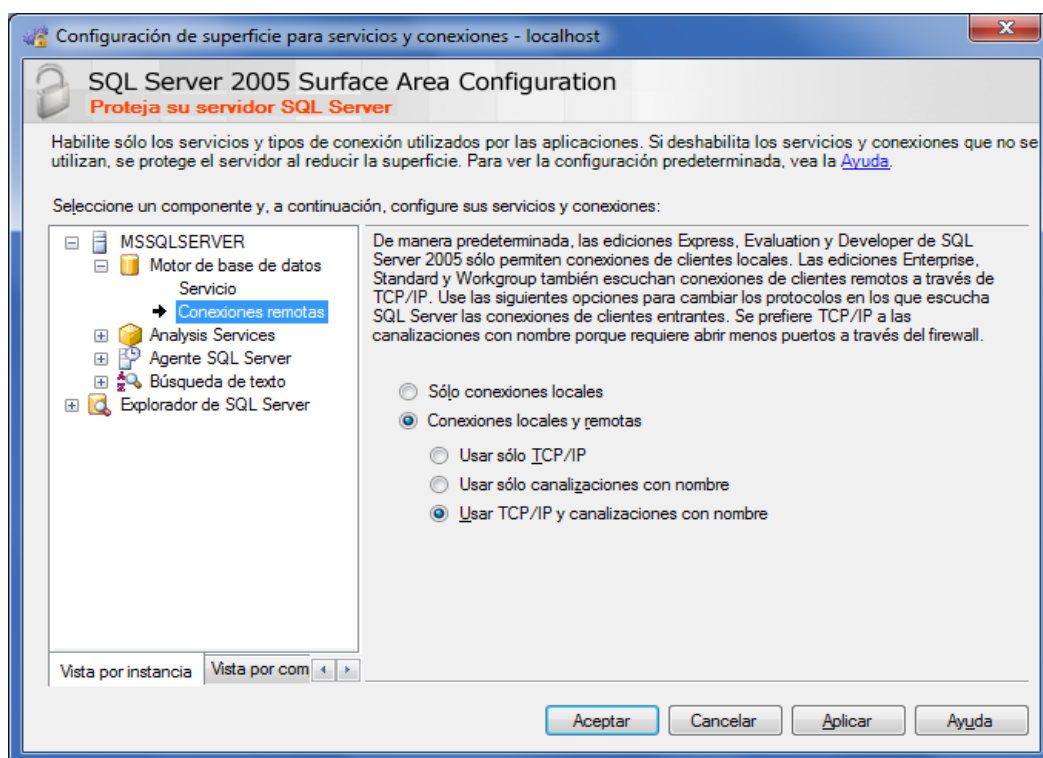 Configuración de superficie para servicios y conexiones - localhost
SQL Server 2005 Surface Area Configuration
Proteja su servidor SQL Server
Habilite sólo los servicios y tipos de conexión utilizados por las aplicaciones. Si deshabilita los servicios y conexiones que no se
utilizan, se protege el servidor al reducir la superficie. Para ver la configuración predeterminada, vea la Ayuda.
Seleccione un componente y, a continuación, configure sus servicios y conexiones:
MSSQLSERVER
Motor de base de datos
Servicio
Conexiones remotas
Analysis Services
Agente SQL Server
Búsqueda de texto
Explorador de SQL Server
Vista por instancia
Vista por com
De manera predeterminada, las ediciones Express, Evaluation y Developer de SQL
Server 2005 sólo permiten conexiones de clientes locales. Las ediciones Enterprise,
Standard y Workgroup también escuchan conexiones de clientes remotos a través de
TCP/IP. Use las siguientes opciones para cambiar los protocolos en los que escucha
SQL Server las conexiones de clientes entrantes. Se prefiere TCP/IP a las
canalizaciones con nombre porque requiere abrir menos puertos a través del firewall.
Sólo conexiones locales
Conexiones locales y remotas
Usar sólo TCP/IP
Usar sólo canalizaciones con nombre
Usar TCP/IP y canalizaciones con nombre
Aceptar
Cancelar
Aplicar
Ayuda